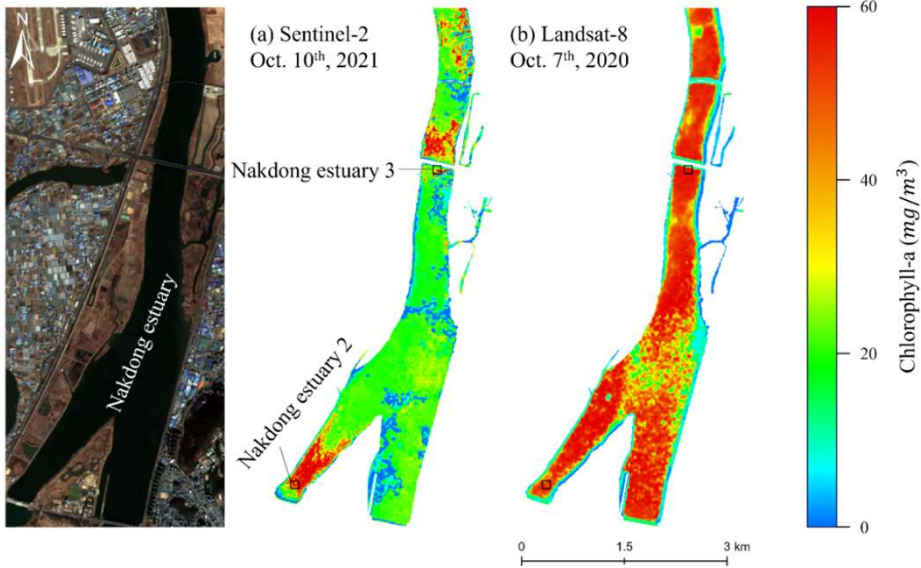 N
(a) Sentinel-2
Oct. 10th, 2021
(b) Landsat-8
Oct. 7th, 2020
Nakdong estuary 3
Nakdong estuary
Nakdong estuary 2
60
40
20
0
Chlorophyll-a (mg/m³)
0 1.5 3 km